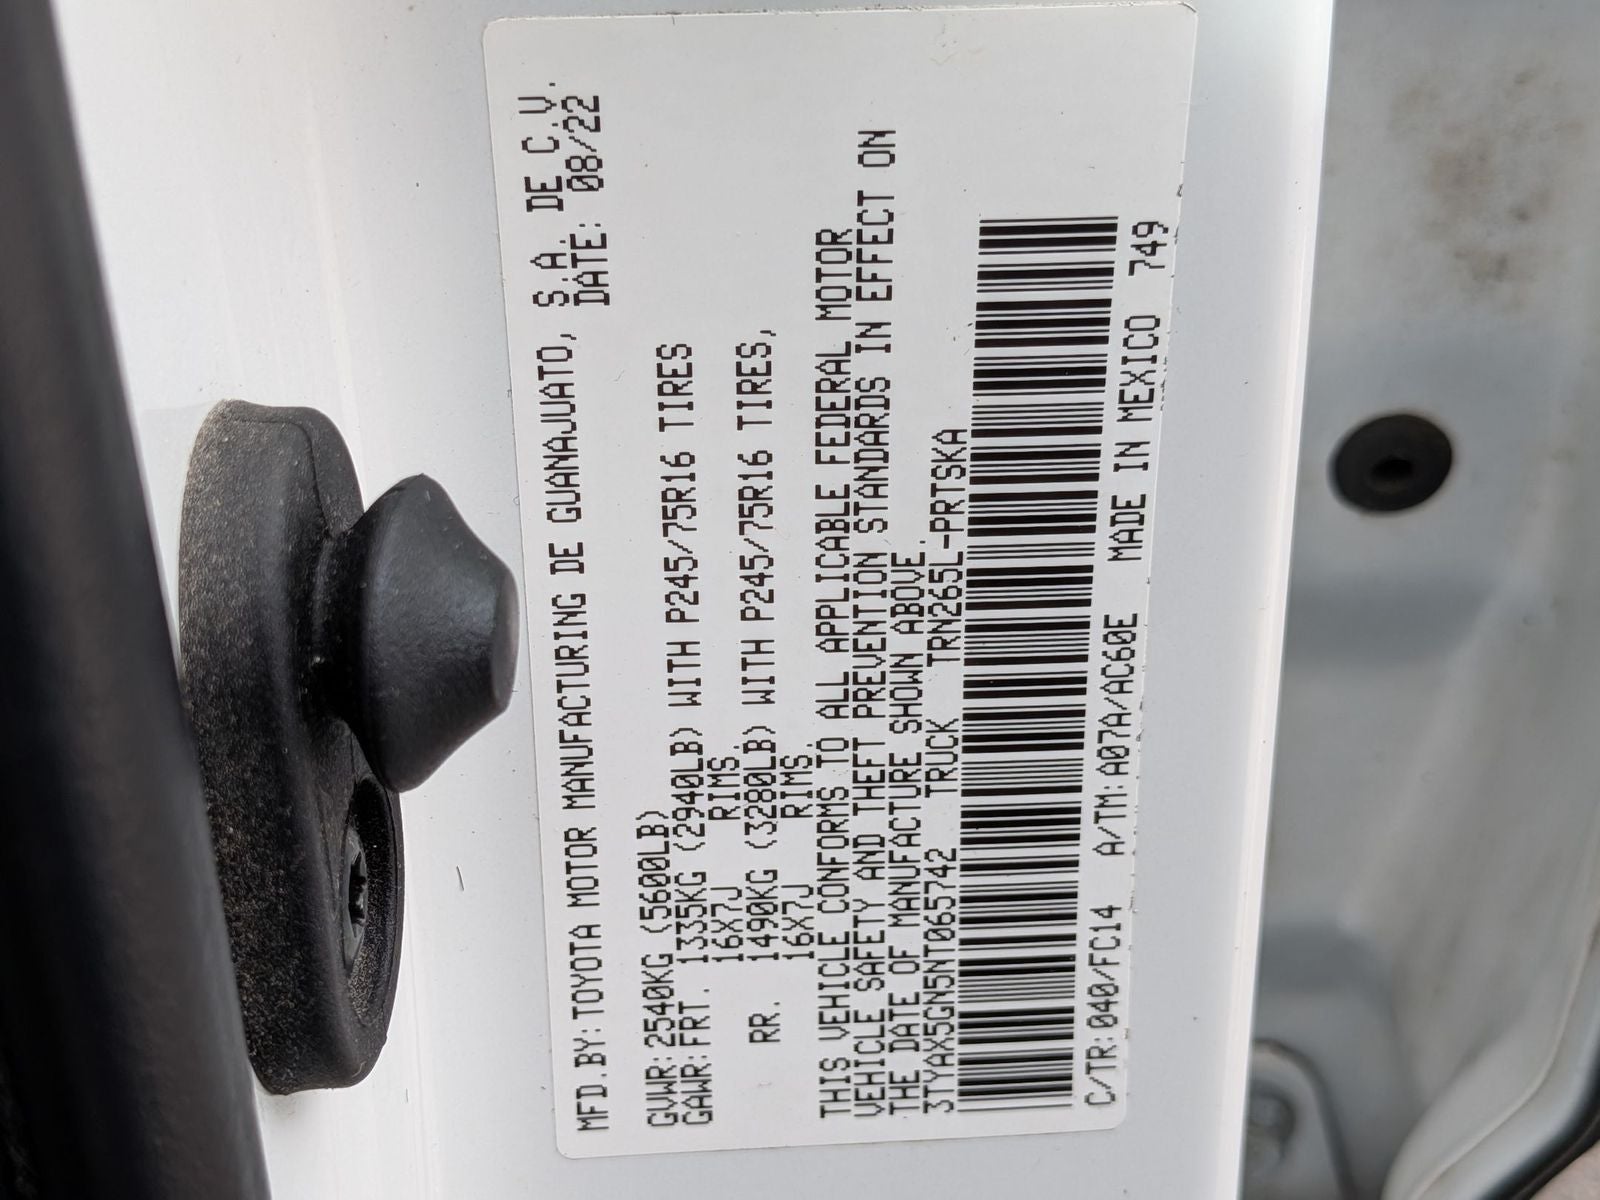 MFD.BY:TOYOTA MOTOR MANUFACTURING DE GUANAJUATO, S.A. DE C.V.
DATE: 08/22
GVWR:2540KG (5600LB)
GAWR:FRT. 1335KG (2940LB) WITH P245/75R16 TIRES
16X7J RIMS.
RR. 1490KG (3280LB) WITH P245/75R16 TIRES,
16X7J RIMS.
THIS VEHICLE CONFORMS TO ALL APPLICABLE FEDERAL MOTOR
VEHICLE SAFETY AND THEFT PREVENTION STANDARDS IN EFFECT ON
THE DATE OF MANUFACTURE SHOWN ABOVE.
3TYAX5GN5NT065742 TRUCK TRN265L-PRTSKA
C/TR:040/FC14 A/TM:A07A/AC60E MADE IN MEXICO 749